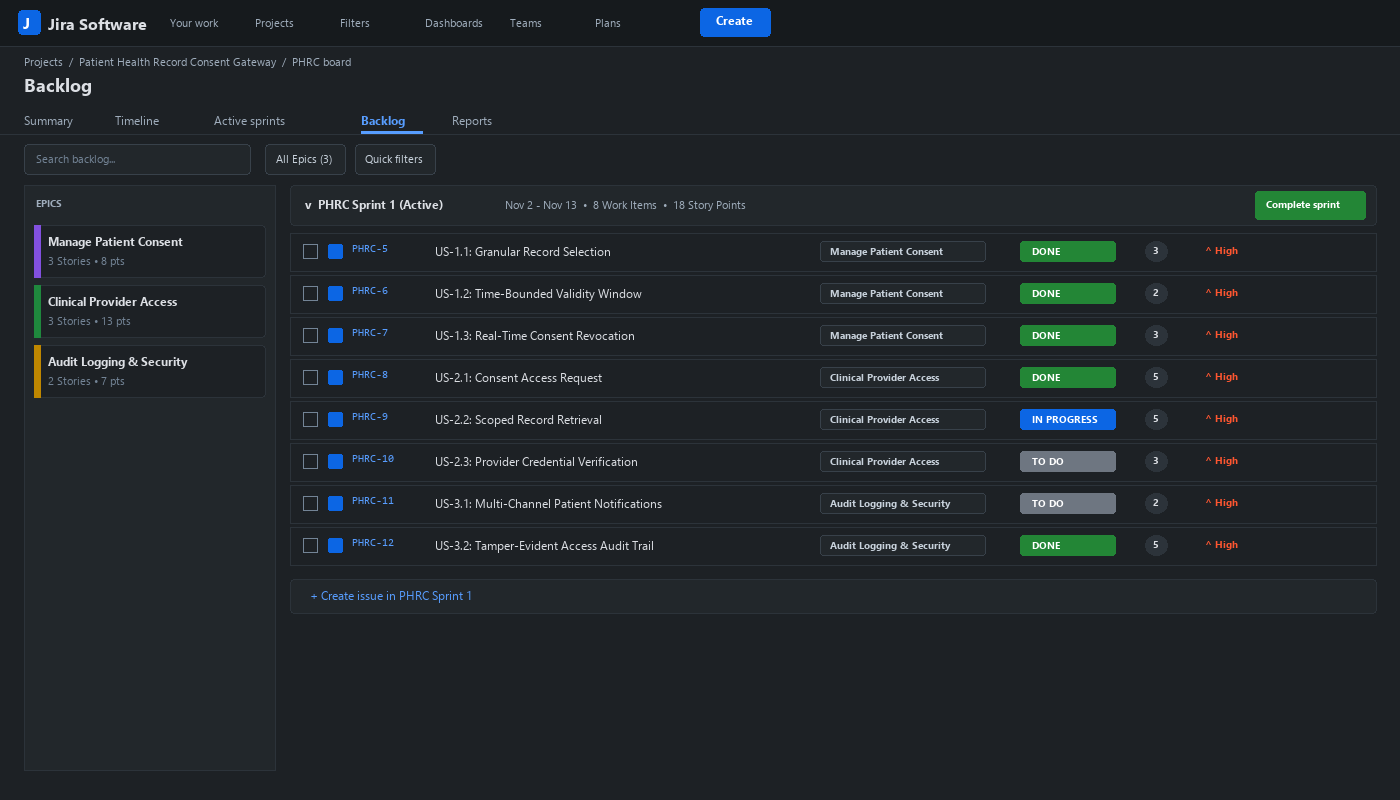 J Jira Software Your work Projects Filters Dashboards Teams Plans Create
Projects / Patient Health Record Consent Gateway / PHRC board
Backlog
Summary Timeline Active sprints Backlog Reports
Search backlog... All Epics (3) Quick filters
EPICS
Manage Patient Consent
3 Stories • 8 pts
Clinical Provider Access
3 Stories • 13 pts
Audit Logging & Security
2 Stories • 7 pts
v PHRC Sprint 1 (Active) Nov 2 - Nov 13 • 8 Work Items • 18 Story Points Complete sprint
PHRC-5 US-1.1: Granular Record Selection Manage Patient Consent DONE 3 ^ High
PHRC-6 US-1.2: Time-Bounded Validity Window Manage Patient Consent DONE 2 ^ High
PHRC-7 US-1.3: Real-Time Consent Revocation Manage Patient Consent DONE 3 ^ High
PHRC-8 US-2.1: Consent Access Request Clinical Provider Access DONE 5 ^ High
PHRC-9 US-2.2: Scoped Record Retrieval Clinical Provider Access IN PROGRESS 5 ^ High
PHRC-10 US-2.3: Provider Credential Verification Clinical Provider Access TO DO 3 ^ High
PHRC-11 US-3.1: Multi-Channel Patient Notifications Audit Logging & Security TO DO 2 ^ High
PHRC-12 US-3.2: Tamper-Evident Access Audit Trail Audit Logging & Security DONE 5 ^ High
+ Create issue in PHRC Sprint 1